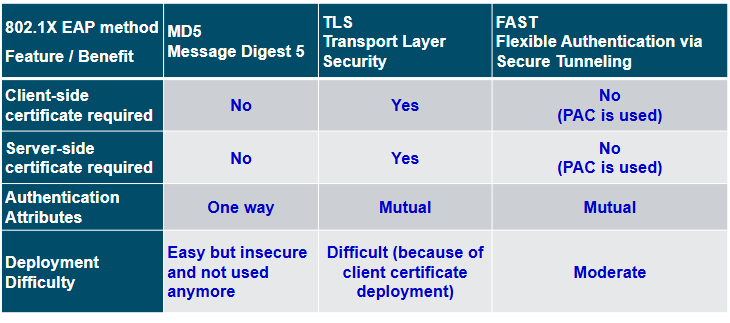 802.1X EAP method
Feature / Benefit
MD5
Message Digest 5
TLS
Transport Layer
Security
FAST
Flexible Authentication via
Secure Tunneling
Client-side
certificate required
No
Yes
No
(PAC is used)
Server-side
certificate required
No
Yes
No
(PAC is used)
Authentication
Attributes
One way
Mutual
Mutual
Deployment
Difficulty
Easy but insecure
and not used
anymore
Difficult (because of
client certificate
deployment)
Moderate